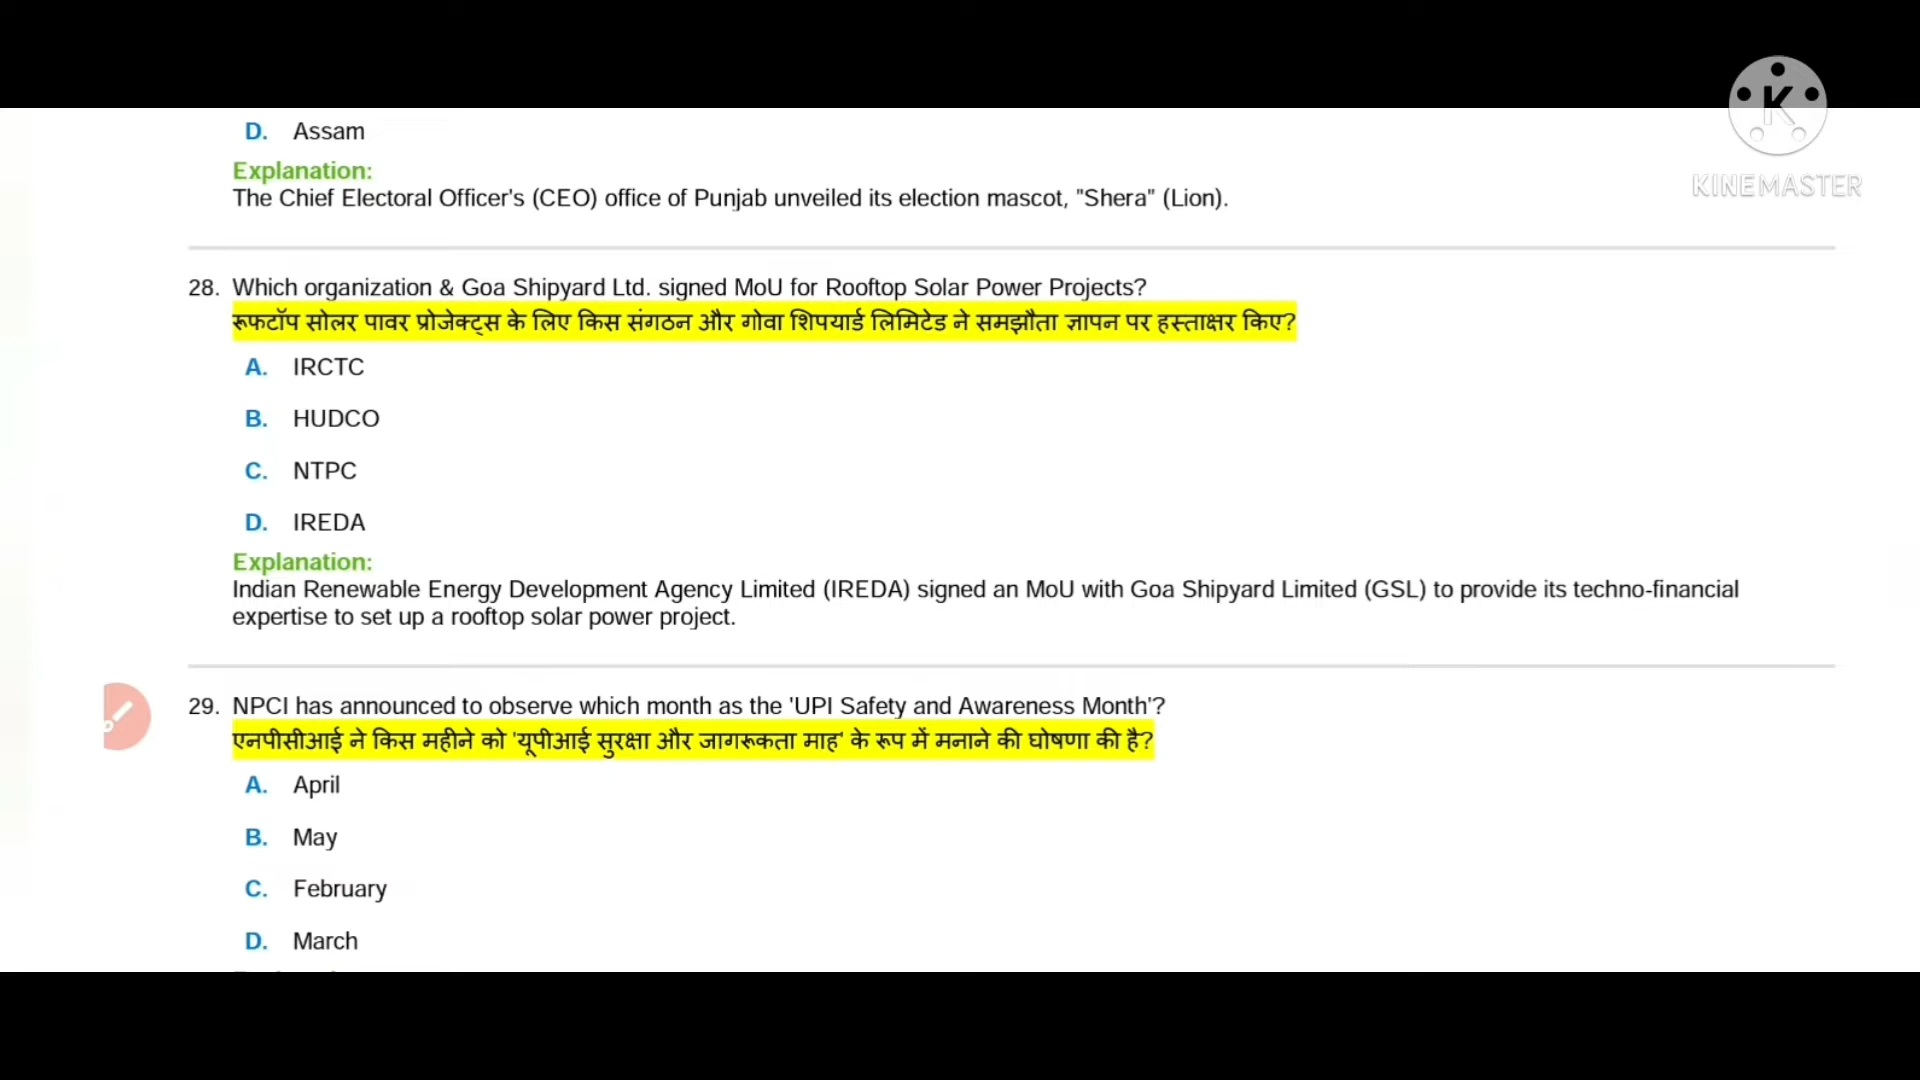 K
KINEMASTER
D. Assam
Explanation:
The Chief Electoral Officer's (CEO) office of Punjab unveiled its election mascot, "Shera" (Lion).
28. Which organization & Goa Shipyard Ltd. signed MoU for Rooftop Solar Power Projects?
रूफटॉप सोलर पावर प्रोजेक्ट्स के लिए किस संगठन और गोवा शिपयार्ड लिमिटेड ने समझौता ज्ञापन पर हस्ताक्षर किए?
A. IRCTC
B. HUDCO
C. NTPC
D. IREDA
Explanation:
Indian Renewable Energy Development Agency Limited (IREDA) signed an MoU with Goa Shipyard Limited (GSL) to provide its techno-financial
expertise to set up a rooftop solar power project.
29. NPCI has announced to observe which month as the 'UPI Safety and Awareness Month'?
एनपीसीआई ने किस महीने को 'यूपीआई सुरक्षा और जागरूकता माह' के रूप में मनाने की घोषणा की है?
A. April
B. May
C. February
D. March